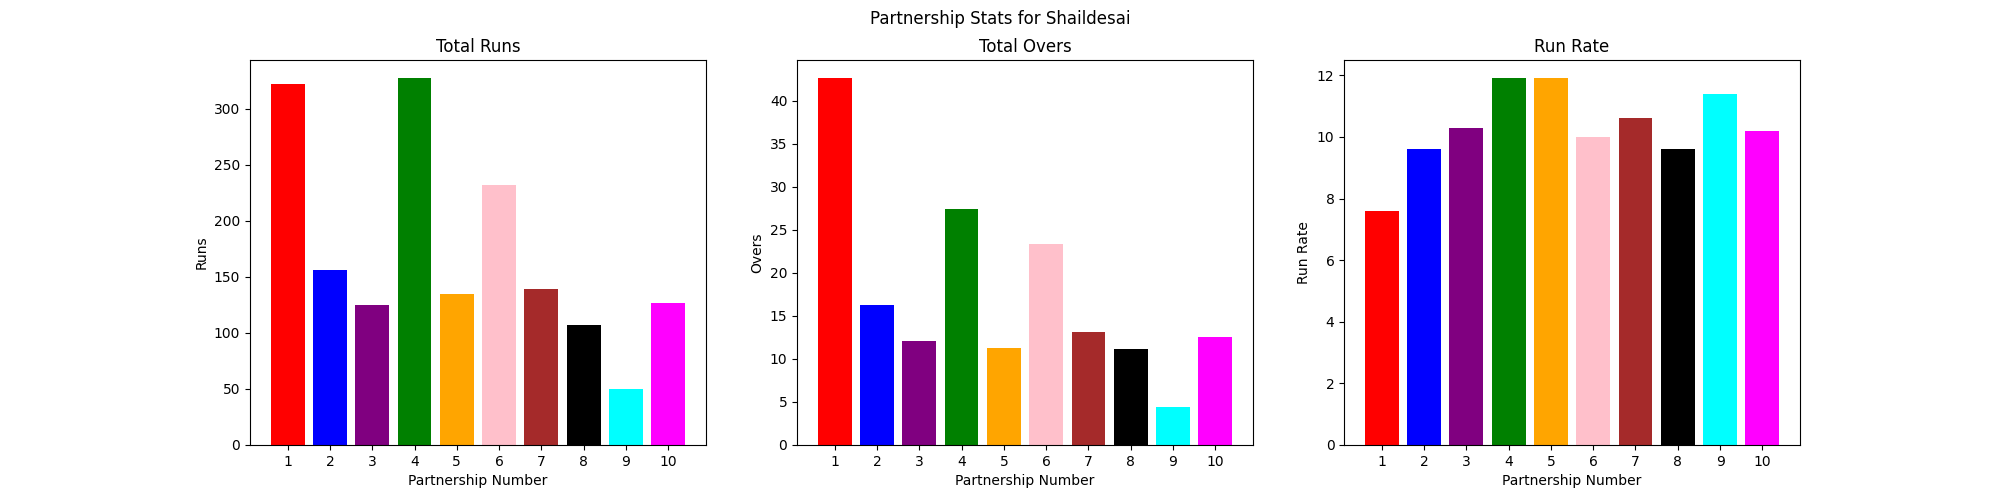 Partnership Stats for Shaildesai
Total Runs
Runs
300
250
200
150
100
50
0
1 2 3 4 5 6 7 8 9 10
Partnership Number
Total Overs
Overs
40
35
30
25
20
15
10
5
0
1 2 3 4 5 6 7 8 9 10
Partnership Number
Run Rate
Run Rate
12
10
8
6
4
2
0
1 2 3 4 5 6 7 8 9 10
Partnership Number